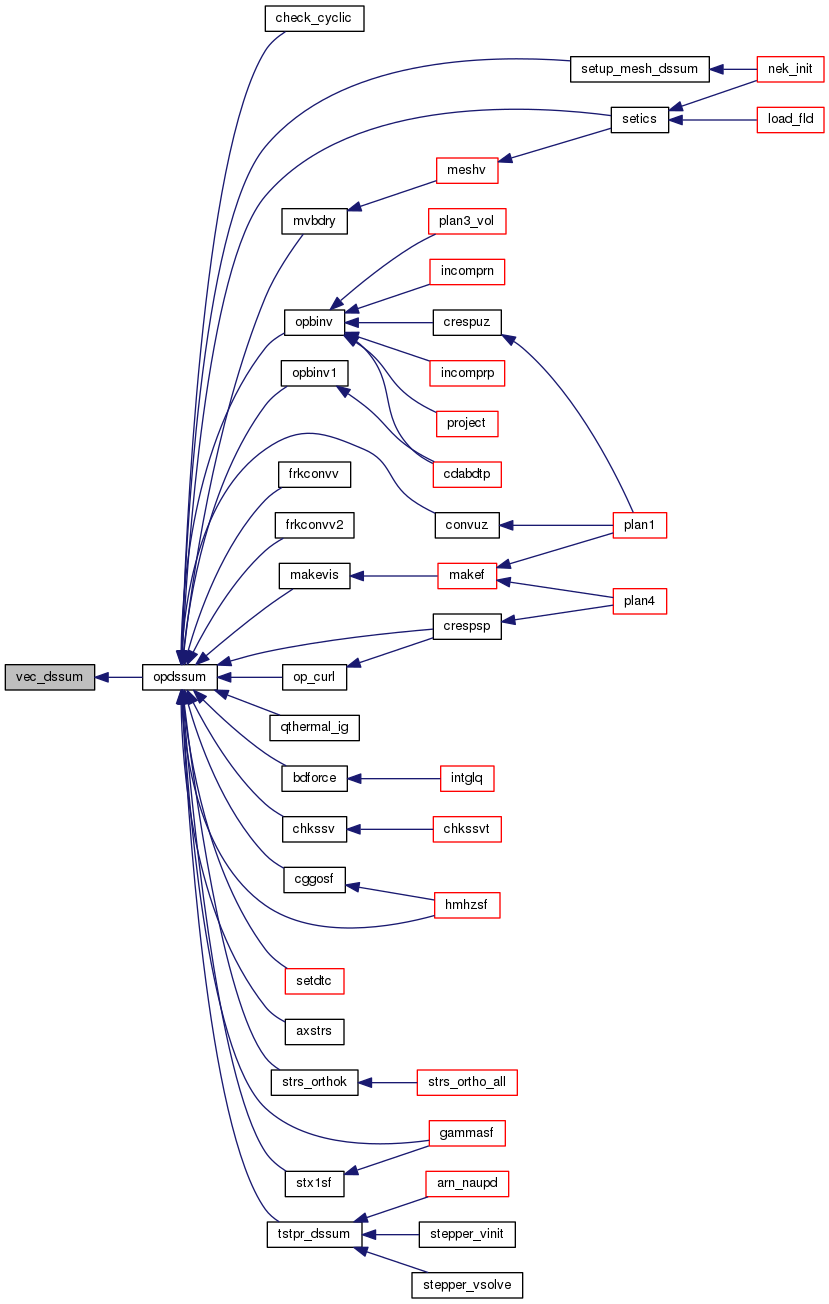 check_cyclic
setup_mesh_dssum
nek_init
setics
load_fld
meshv
mvbdry
plan3_vol
incomprn
opbinv
crespuz
opbinv1
incomprp
project
frkconvv
cdabdtp
frkconvv2
convuz
plan1
makevis
makef
plan4
crespsp
vec_dssum
opdssum
op_curl
qthermal_ig
bdforce
intglq
chkssv
chkssvt
cggosf
hmhzsf
setdtc
axstrs
strs_orthok
strs_ortho_all
gammasf
stx1sf
arn_naupd
tstpr_dssum
stepper_vinit
stepper_vsolve